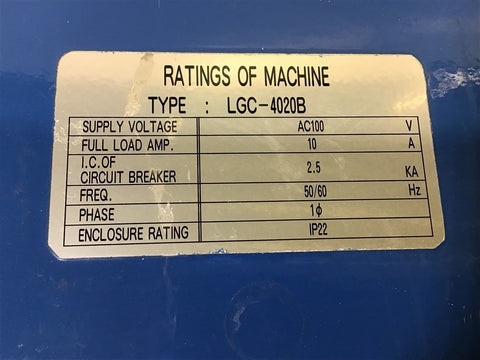 RATINGS OF MACHINE
TYPE : LGC-4020B
SUPPLY VOLTAGE AC100 V
FULL LOAD AMP. 10 A
I.C.OF
CIRCUIT BREAKER 2.5 KA
FREQ. 50/60 Hz
PHASE 1ϕ
ENCLOSURE RATING IP22